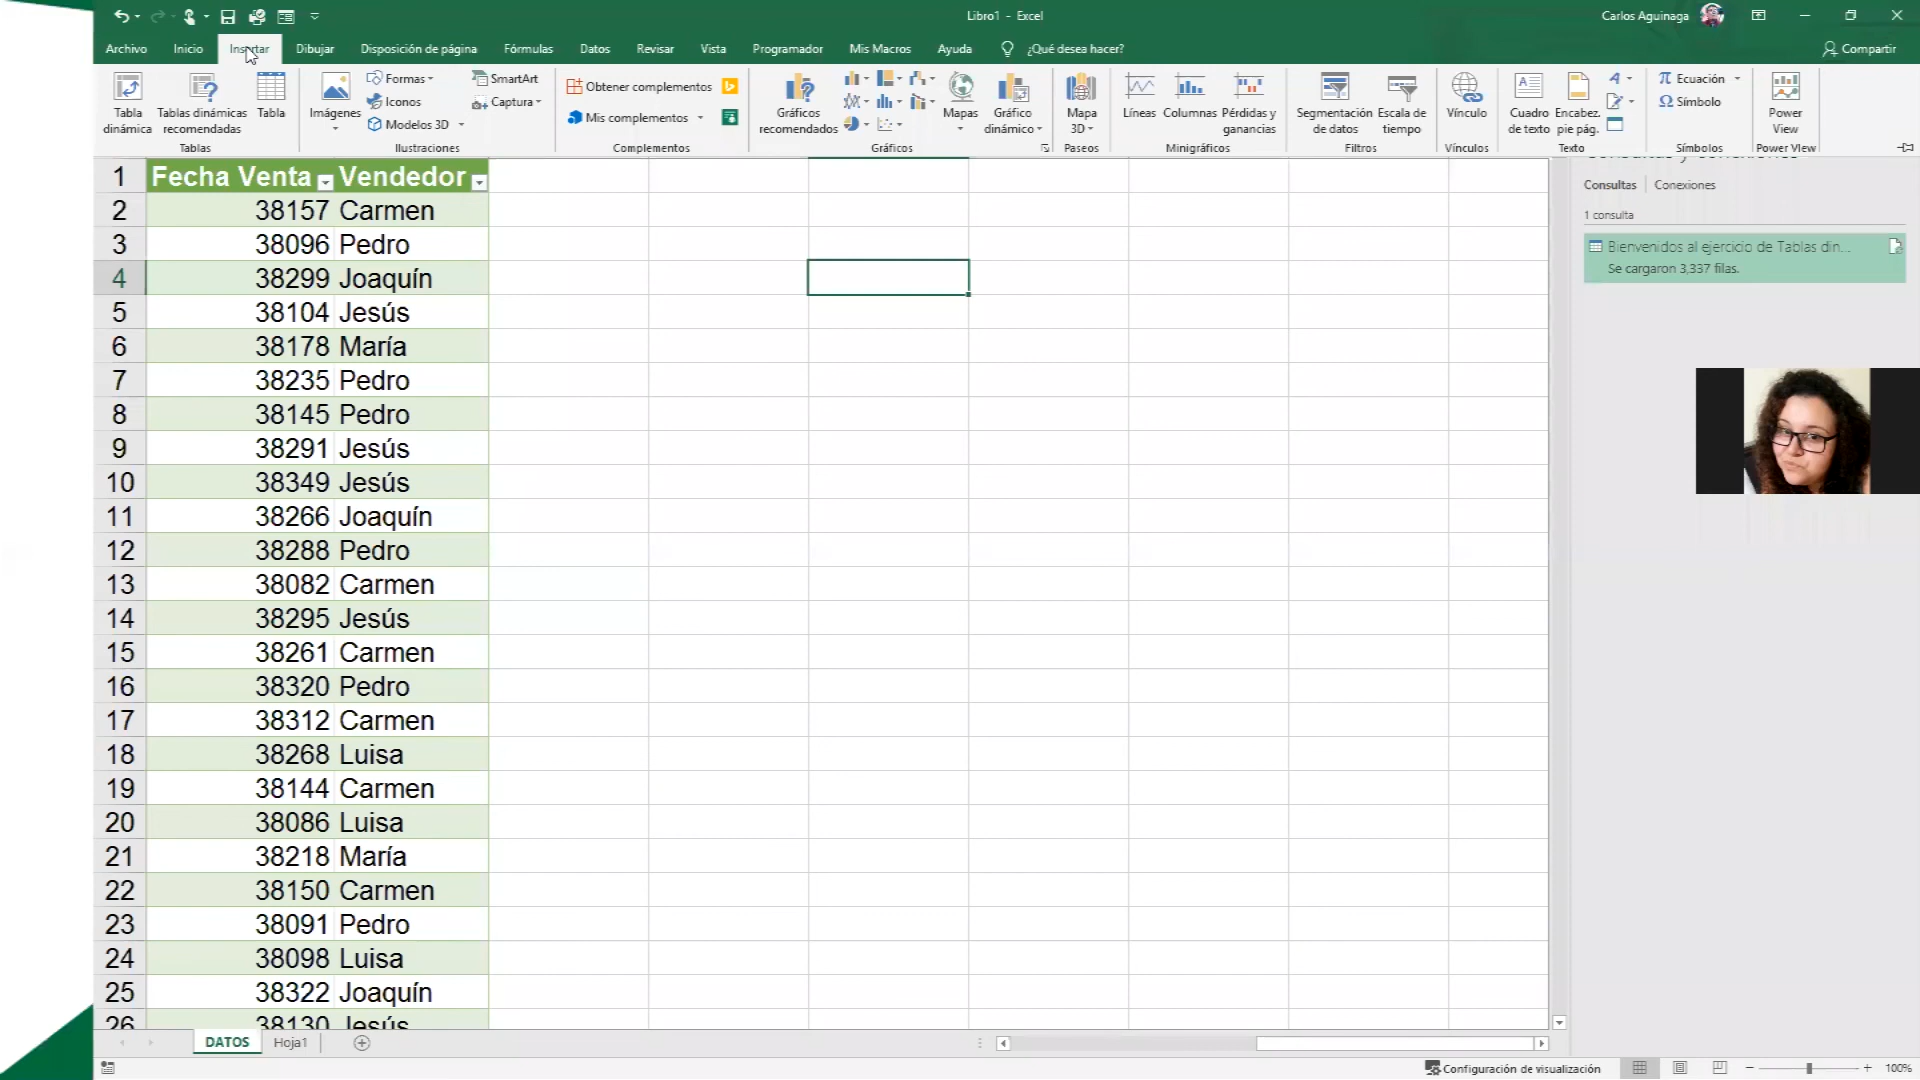 Libro1 - Excel
Carlos Aguinaga
Archivo Inicio Insertar Dibujar Disposición de página Fórmulas Datos Revisar Vista Programador Mis Macros Ayuda ¿Qué desea hacer? Compartir
Tabla dinámica
Tablas dinámicas recomendadas
Tabla
Tablas
Imágenes
Formas
Iconos
Modelos 3D
SmartArt
Captura
Ilustraciones
Obtener complementos
Mis complementos
Complementos
Gráficos recomendados
Mapas
Gráfico dinámico
Gráficos
Mapa 3D
Paseos
Líneas
Columnas
Pérdidas y ganancias
Minigráficos
Segmentación de datos
Escala de tiempo
Filtros
Vínculo
Vínculos
Cuadro de texto
Encabez. pie pág.
Texto
Ecuación
Símbolo
Símbolos
Power View
Power View
1 Fecha Venta Vendedor
2 38157 Carmen
3 38096 Pedro
4 38299 Joaquín
5 38104 Jesús
6 38178 María
7 38235 Pedro
8 38145 Pedro
9 38291 Jesús
10 38349 Jesús
11 38266 Joaquín
12 38288 Pedro
13 38082 Carmen
14 38295 Jesús
15 38261 Carmen
16 38320 Pedro
17 38312 Carmen
18 38268 Luisa
19 38144 Carmen
20 38086 Luisa
21 38218 María
22 38150 Carmen
23 38091 Pedro
24 38098 Luisa
25 38322 Joaquín
26 38130 Jesús
Consultas Conexiones
1 consulta
Bienvenidos al ejercicio de Tablas din...
Se cargaron 3,337 filas.
DATOS Hoja1
Configuración de visualización
100%